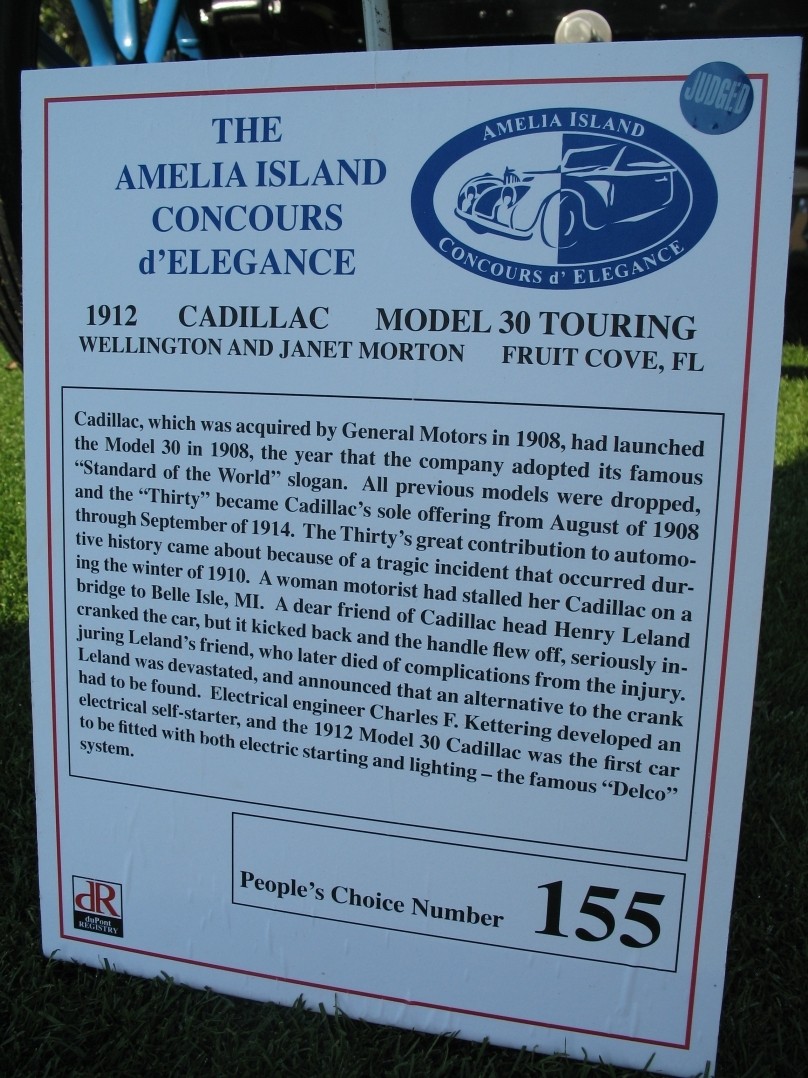 JUDGED
THE
AMELIA ISLAND
CONCOURS
d'ELEGANCE
AMELIA ISLAND
CONCOURS d' ELEGANCE
1912 CADILLAC MODEL 30 TOURING
WELLINGTON AND JANET MORTON FRUIT COVE, FL
Cadillac, which was acquired by General Motors in 1908, had launched
the Model 30 in 1908, the year that the company adopted its famous
“Standard of the World” slogan. All previous models were dropped,
and the “Thirty” became Cadillac's sole offering from August of 1908
through September of 1914. The Thirty's great contribution to automo-
tive history came about because of a tragic incident that occurred dur-
ing the winter of 1910. A woman motorist had stalled her Cadillac on a
bridge to Belle Isle, MI. A dear friend of Cadillac head Henry Leland
cranked the car, but it kicked back and the handle flew off, seriously in-
juring Leland's friend, who later died of complications from the injury.
Leland was devastated, and announced that an alternative to the crank
had to be found. Electrical engineer Charles F. Kettering developed an
electrical self-starter, and the 1912 Model 30 Cadillac was the first car
to be fitted with both electric starting and lighting – the famous “Delco”
system.
People's Choice Number 155
dR
duPont
REGISTRY